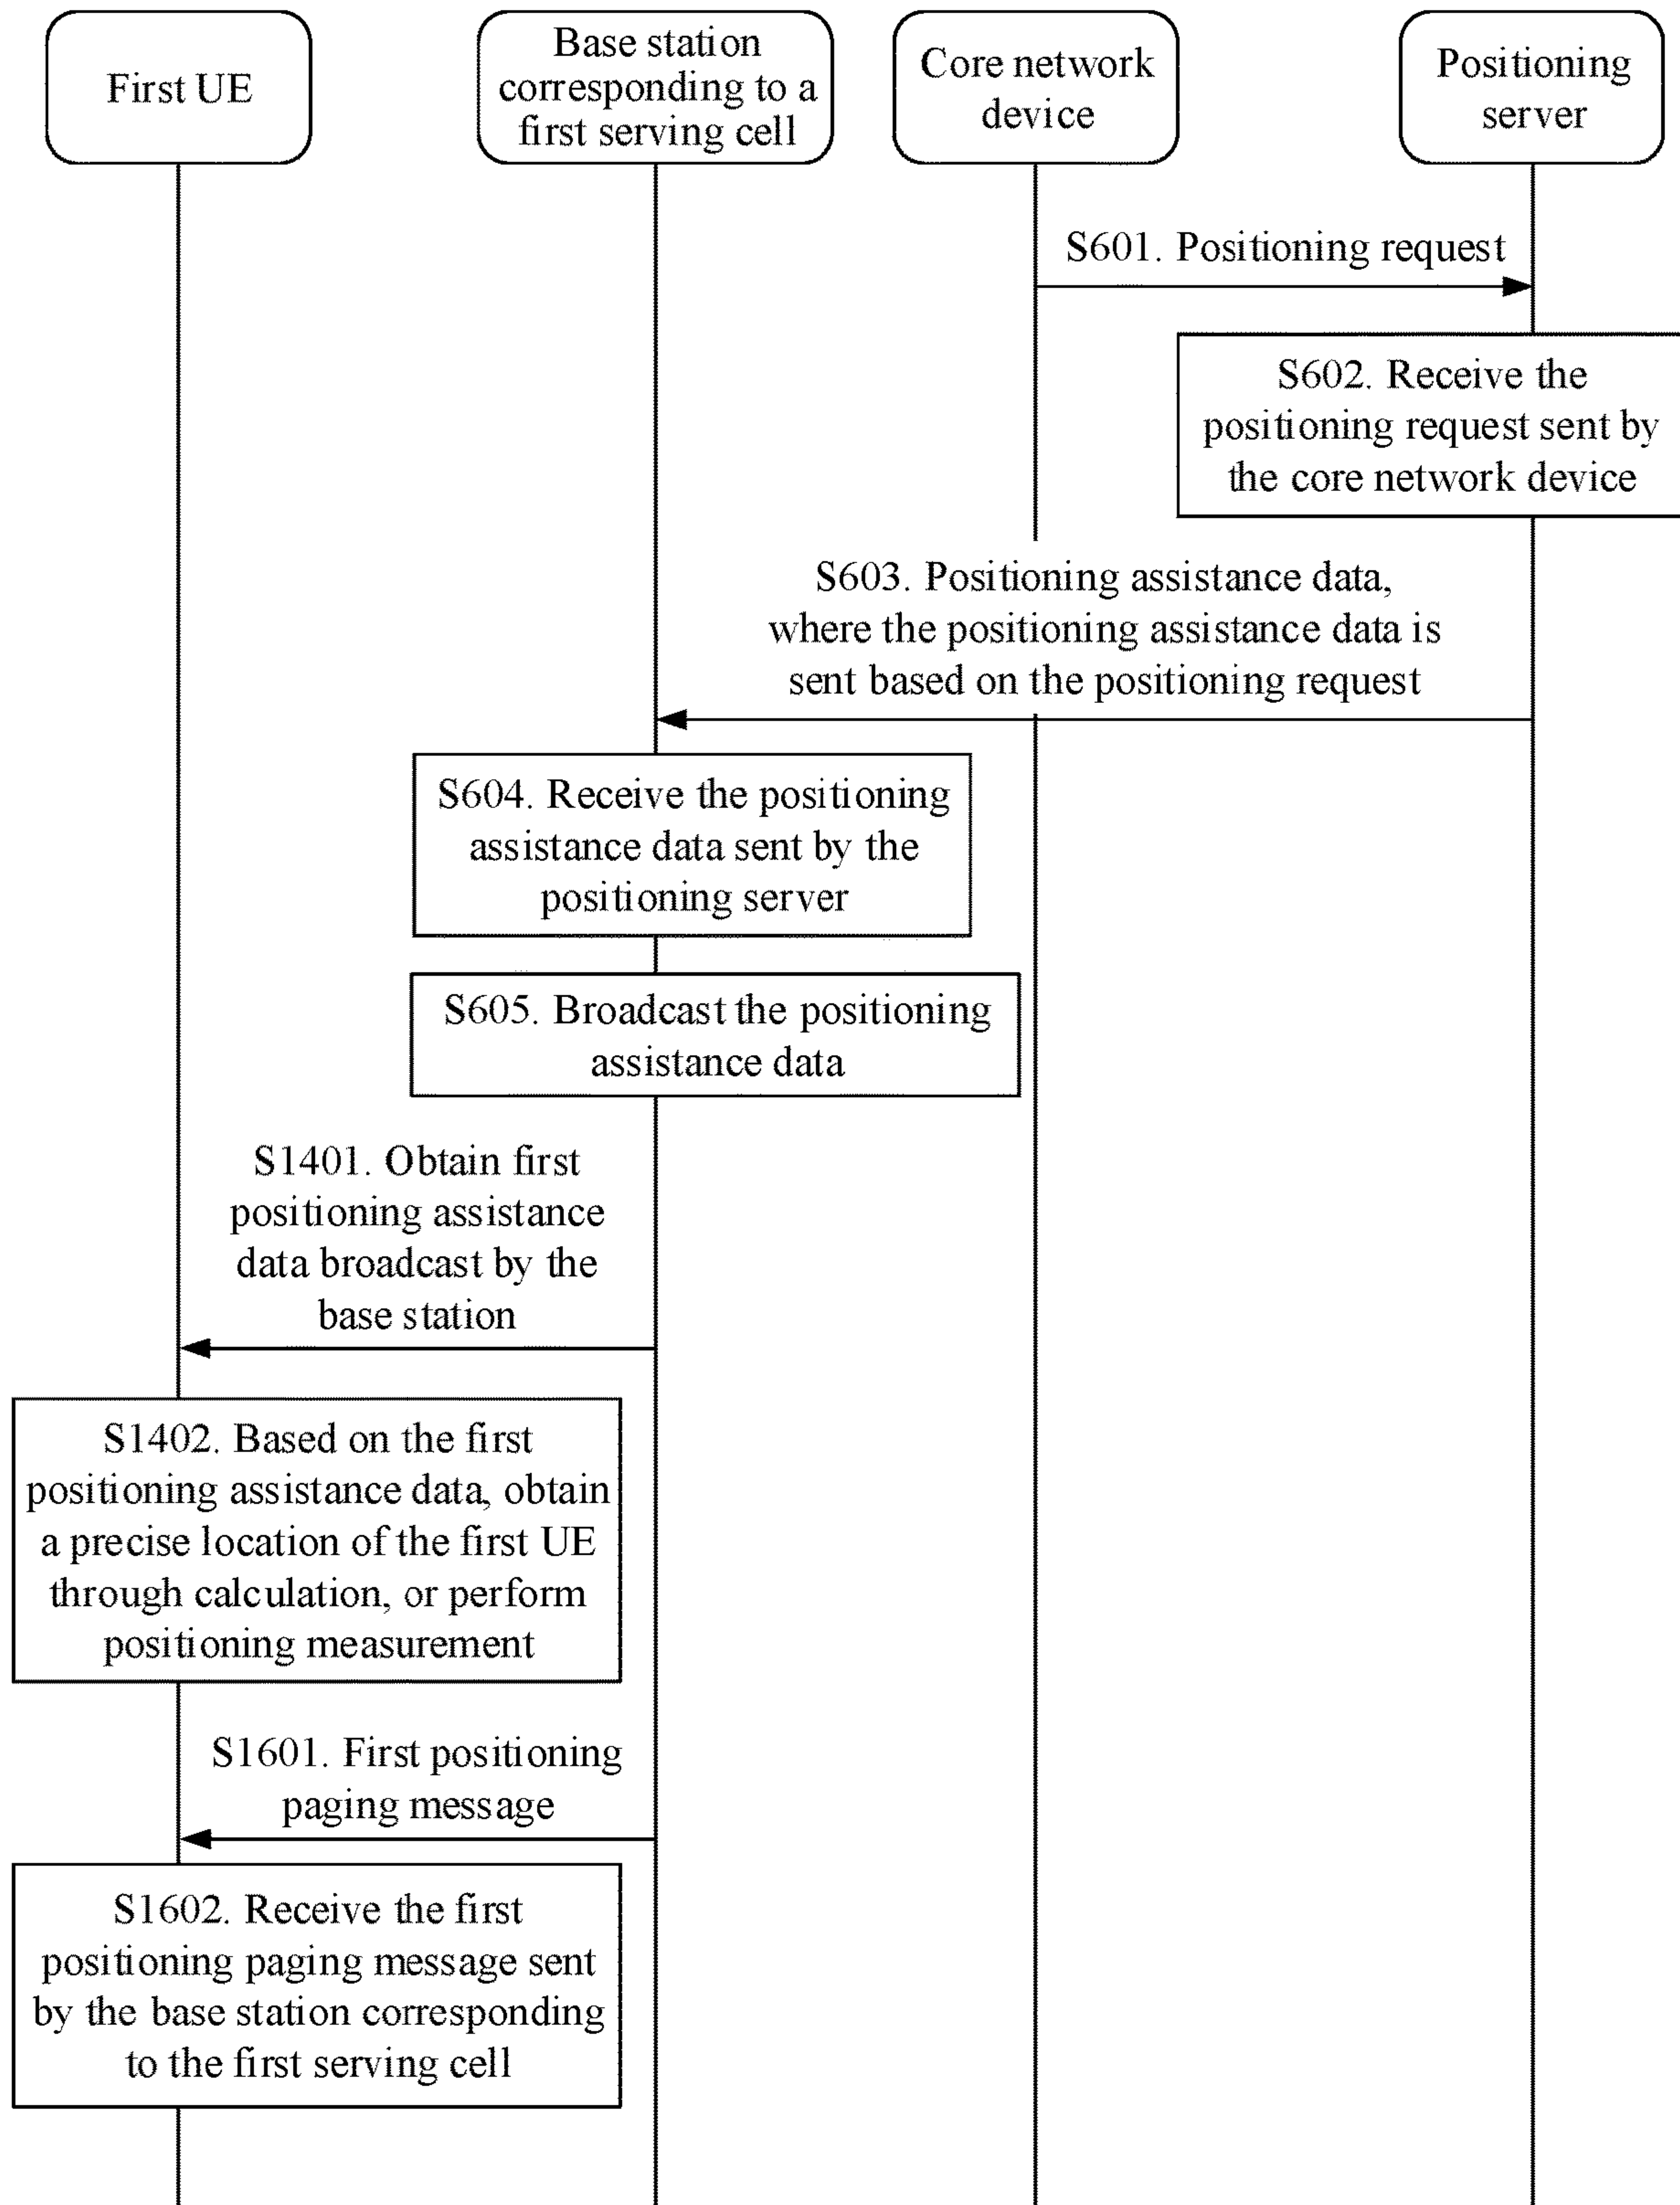 First UE
Base station
corresponding to a
first serving cell
Core network
device
Positioning
server
S601. Positioning request
S602. Receive the
positioning request sent by
the core network device
S603. Positioning assistance data,
where the positioning assistance data is
sent based on the positioning request
S604. Receive the positioning
assistance data sent by the
positioning server
S605. Broadcast the positioning
assistance data
S1401. Obtain first
positioning assistance
data broadcast by the
base station
S1402. Based on the first
positioning assistance data, obtain
a precise location of the first UE
through calculation, or perform
positioning measurement
S1601. First positioning
paging message
S1602. Receive the first
positioning paging message sent
by the base station corresponding
to the first serving cell